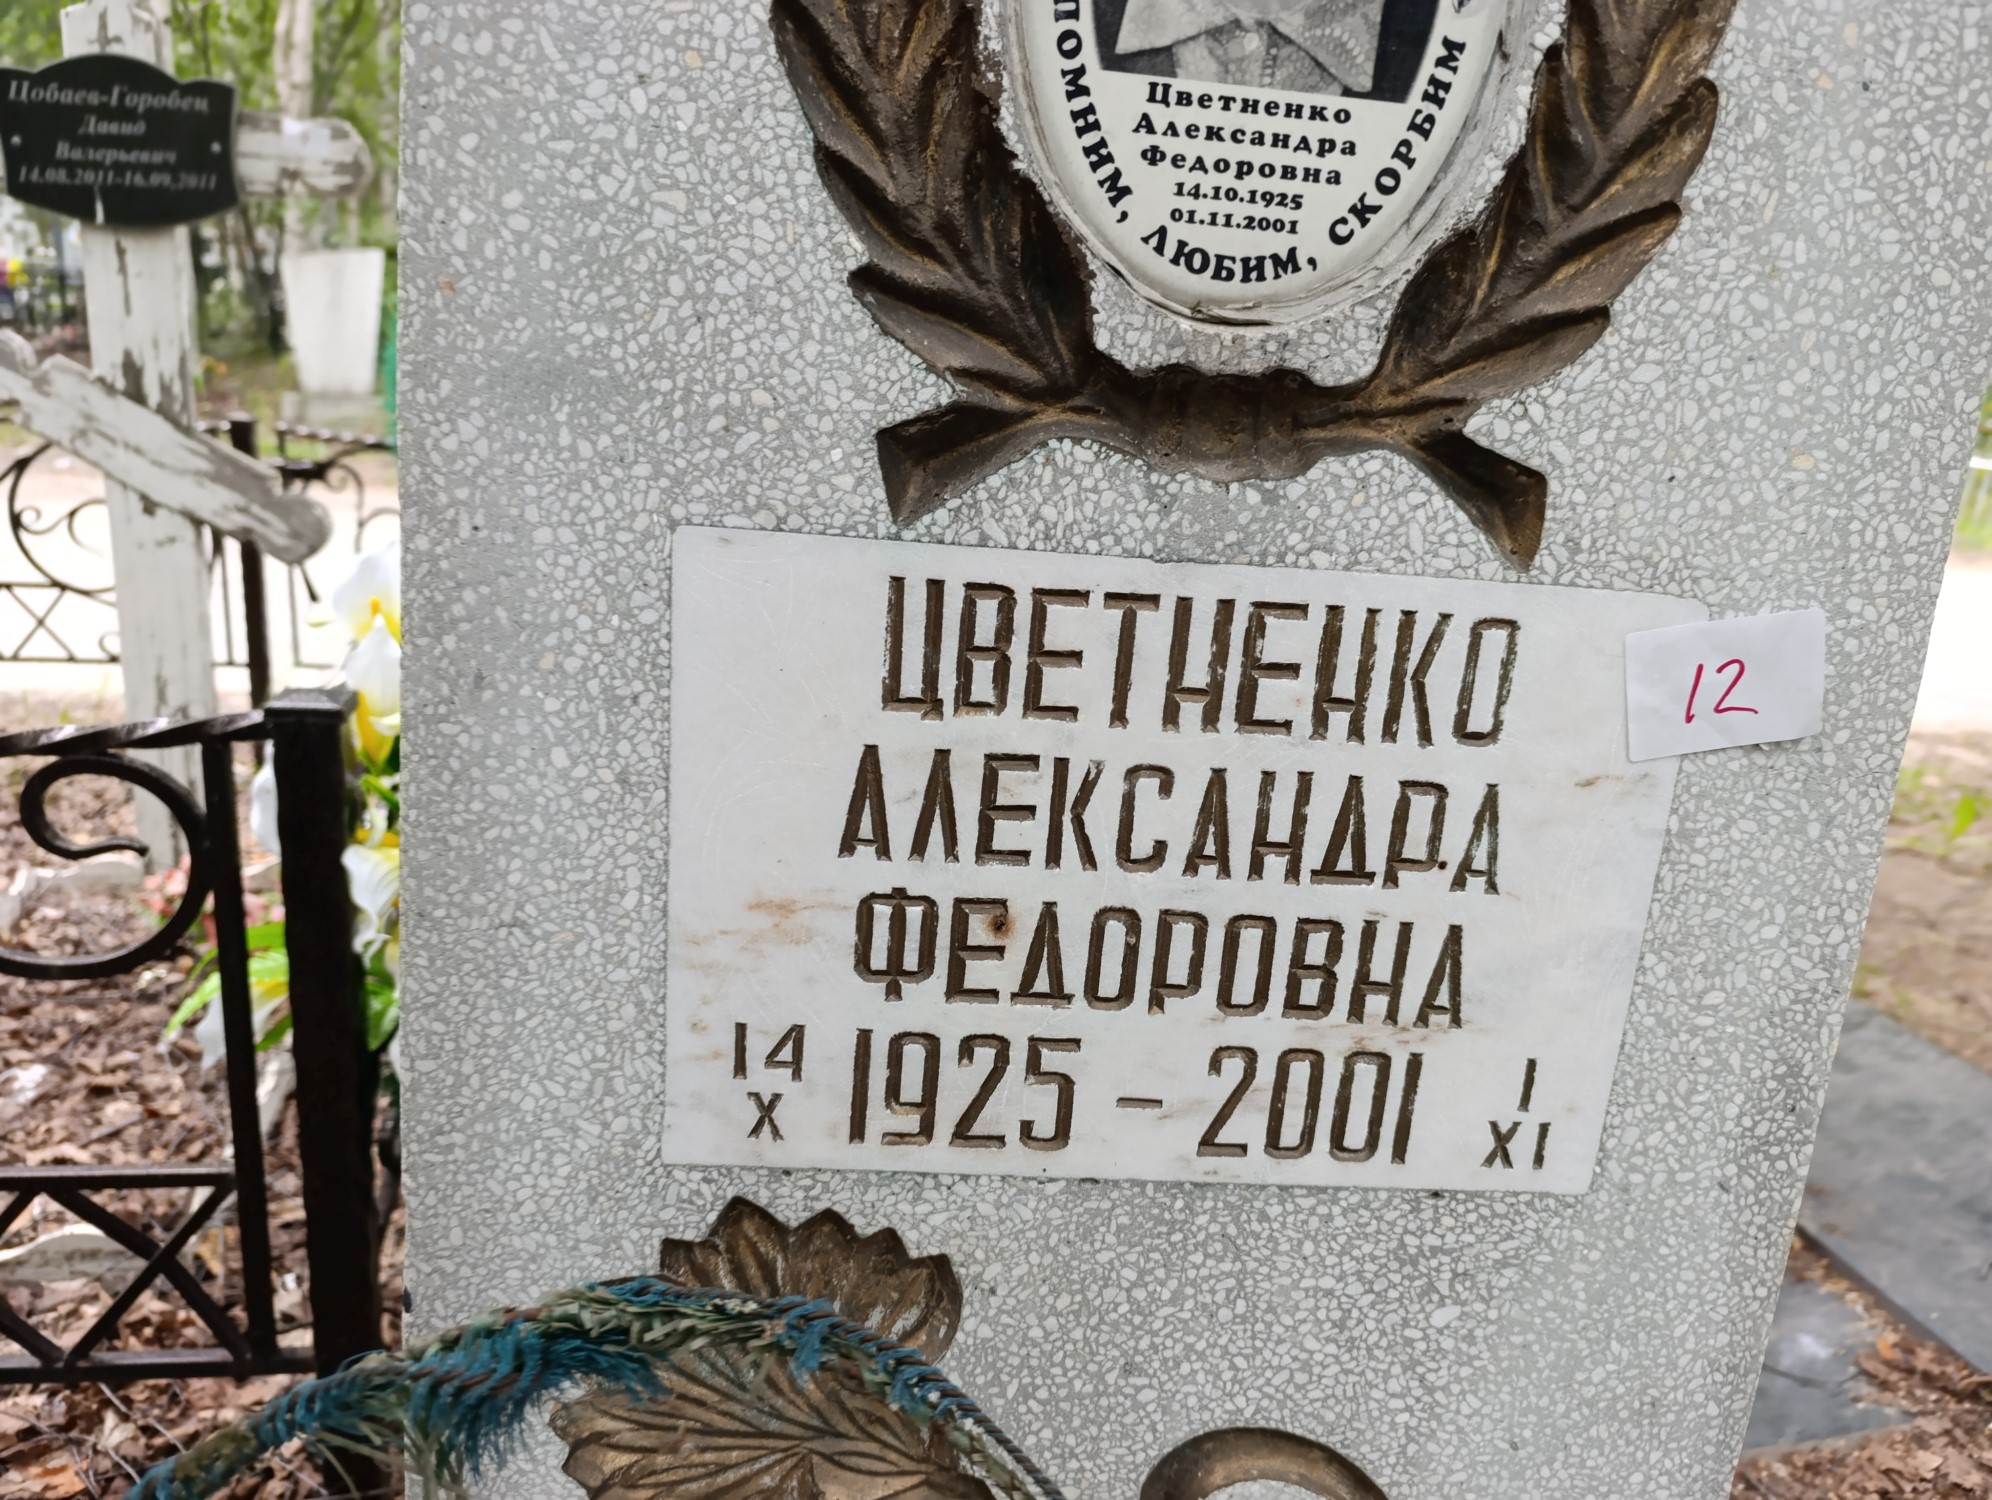 Цобаев-Горобец
Давид
Валерьевич
14.08.2011-16.09.2011
Цветненко
Александра
Федоровна
14.10.1925
01.11.2001
ПОМНИМ, ЛЮБИМ, СКОРБИМ
ЦВЕТНЕНКО
12
АЛЕКСАНДРА
ФЕДОРОВНА
14 X 1925 - 2001 I XI